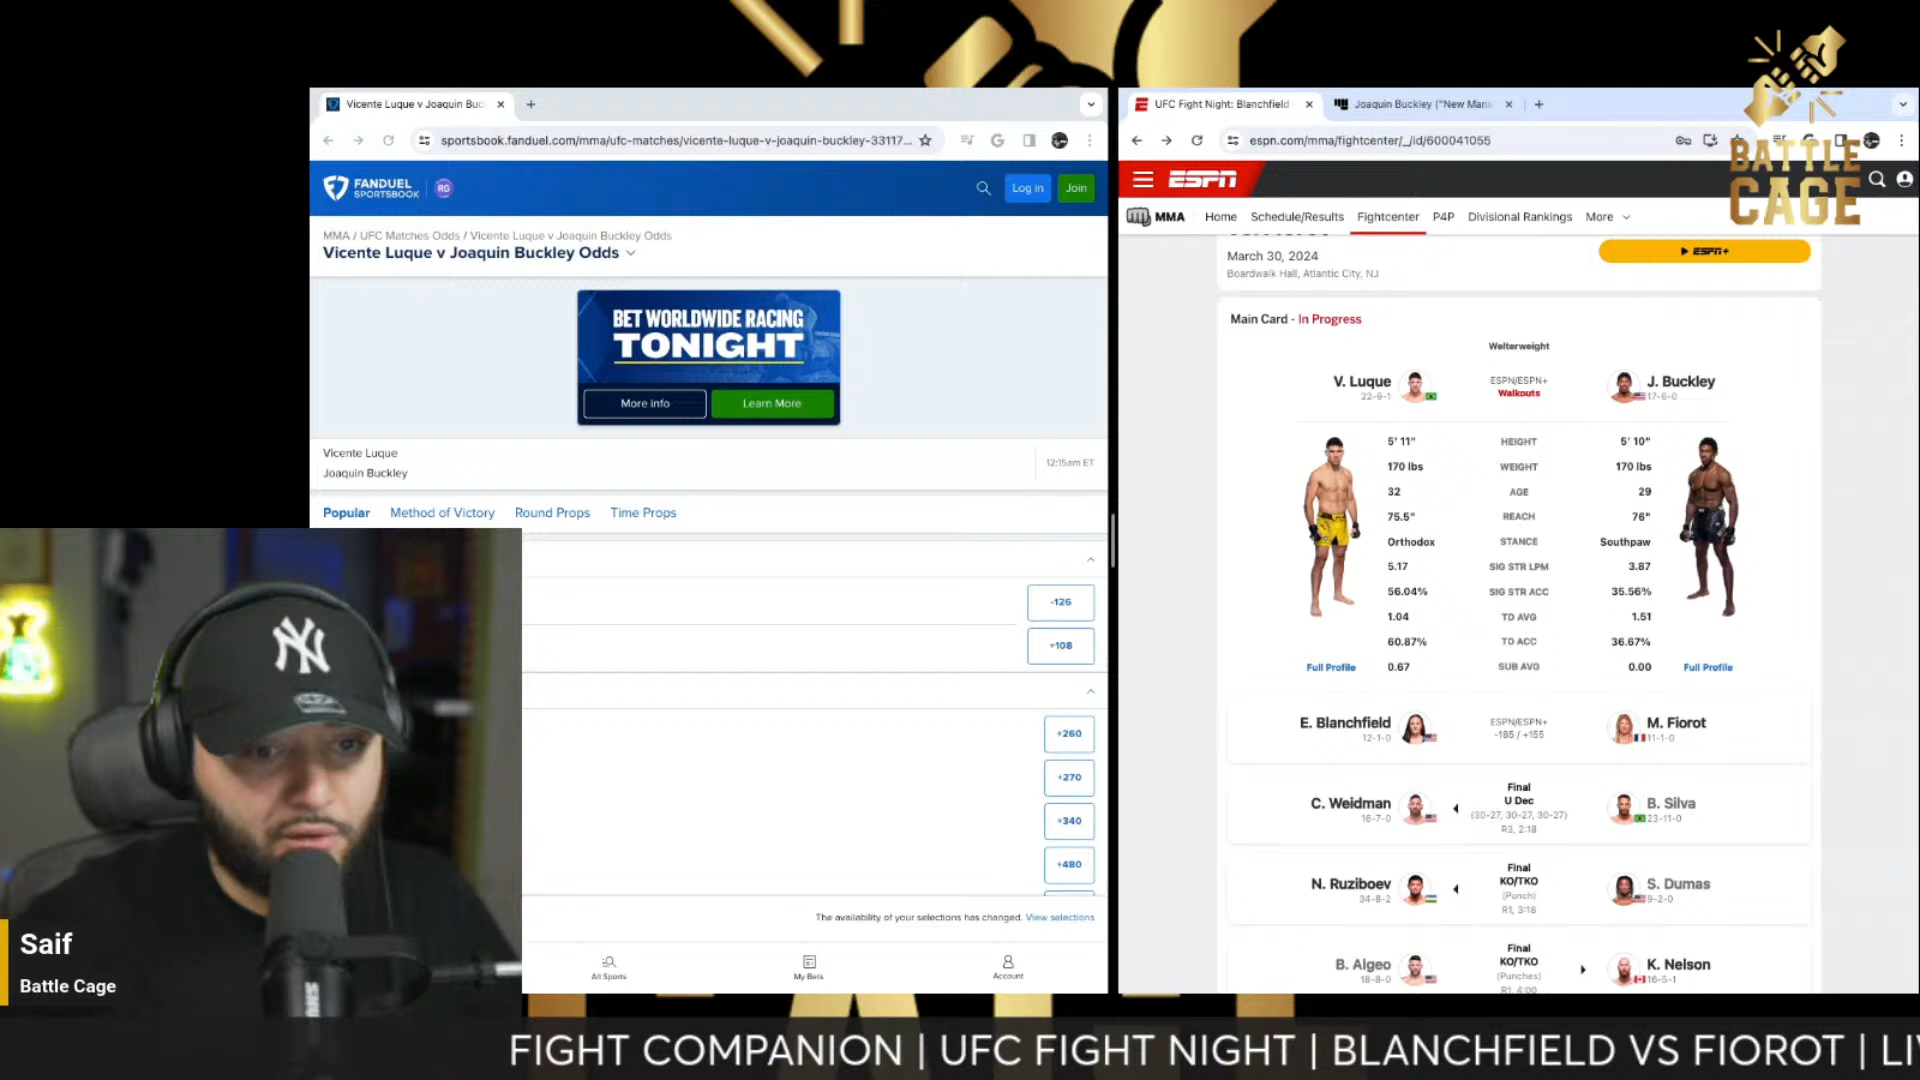 Vicente Luque v Joaquin Buc
sportsbook.fanduel.com/mma/ufc-matches/vicente-luque-v-joaquin-buckley-33117...
FANDUEL
SPORTSBOOK
RG
Log in
Join
MMA / UFC Matches Odds / Vicente Luque v Joaquin Buckley Odds
Vicente Luque v Joaquin Buckley Odds
BET WORLDWIDE RACING
TONIGHT
More info
Learn More
Vicente Luque
Joaquin Buckley
12:15am ET
Popular
Method of Victory
Round Props
Time Props
-126
+108
+260
+270
+340
+480
The availability of your selections has changed. View selections
All Sports
My Bets
Account
UFC Fight Night: Blanchfield
Joaquin Buckley ("New Mans
espn.com/mma/fightcenter/_/id/600041055
ESPN
BATTLE
CAGE
MMA
Home
Schedule/Results
Fightcenter
P4P
Divisional Rankings
More
March 30, 2024
Boardwalk Hall, Atlantic City, NJ
ESPN+
Main Card - In Progress
Welterweight
V. Luque
22-9-1
ESPN/ESPN+
Walkouts
J. Buckley
17-6-0
5' 11" HEIGHT 5' 10"
170 lbs WEIGHT 170 lbs
32 AGE 29
75.5" REACH 76"
Orthodox STANCE Southpaw
5.17 SIG STR LPM 3.87
56.04% SIG STR ACC 35.56%
1.04 TD AVG 1.51
60.87% TD ACC 36.67%
Full Profile 0.67 SUB AVG 0.00 Full Profile
E. Blanchfield
12-1-0
ESPN/ESPN+
-185 / +155
M. Fiorot
11-1-0
C. Weidman
16-7-0
Final
U Dec
(30-27, 30-27, 30-27)
R3, 2:18
B. Silva
23-11-0
N. Ruziboev
34-8-2
Final
KO/TKO
(Punch)
R1, 3:18
S. Dumas
9-2-0
B. Algeo
18-8-0
Final
KO/TKO
(Punches)
R1, 4:00
K. Nelson
16-5-1
NY
Saif
Battle Cage
FIGHT COMPANION | UFC FIGHT NIGHT | BLANCHFIELD VS FIOROT | LIV